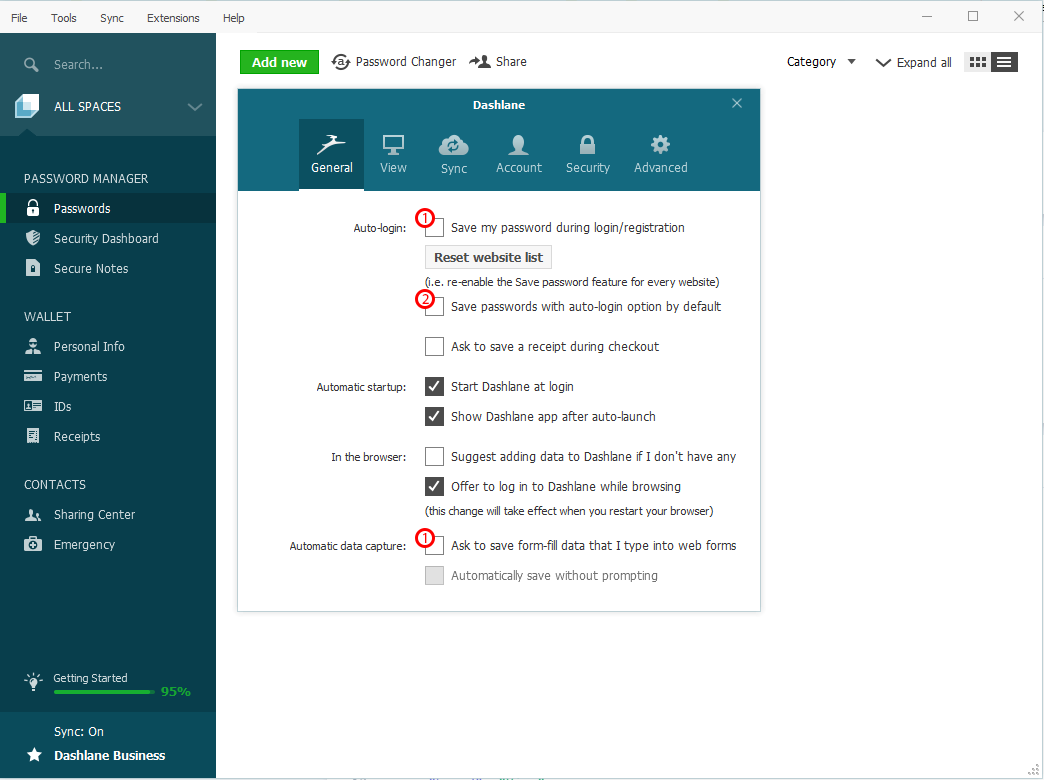 File Tools Sync Extensions Help
Search...
ALL SPACES
PASSWORD MANAGER
Passwords
Security Dashboard
Secure Notes
WALLET
Personal Info
Payments
IDs
Receipts
CONTACTS
Sharing Center
Emergency
Getting Started
95%
Sync: On
Dashlane Business
Add new Password Changer Share Category Expand all
Dashlane
General View Sync Account Security Advanced
Auto-login: 1 Save my password during login/registration
Reset website list
(i.e. re-enable the Save password feature for every website)
2 Save passwords with auto-login option by default
Ask to save a receipt during checkout
Automatic startup: Start Dashlane at login
Show Dashlane app after auto-launch
In the browser: Suggest adding data to Dashlane if I don't have any
Offer to log in to Dashlane while browsing
(this change will take effect when you restart your browser)
Automatic data capture: 1 Ask to save form-fill data that I type into web forms
Automatically save without prompting